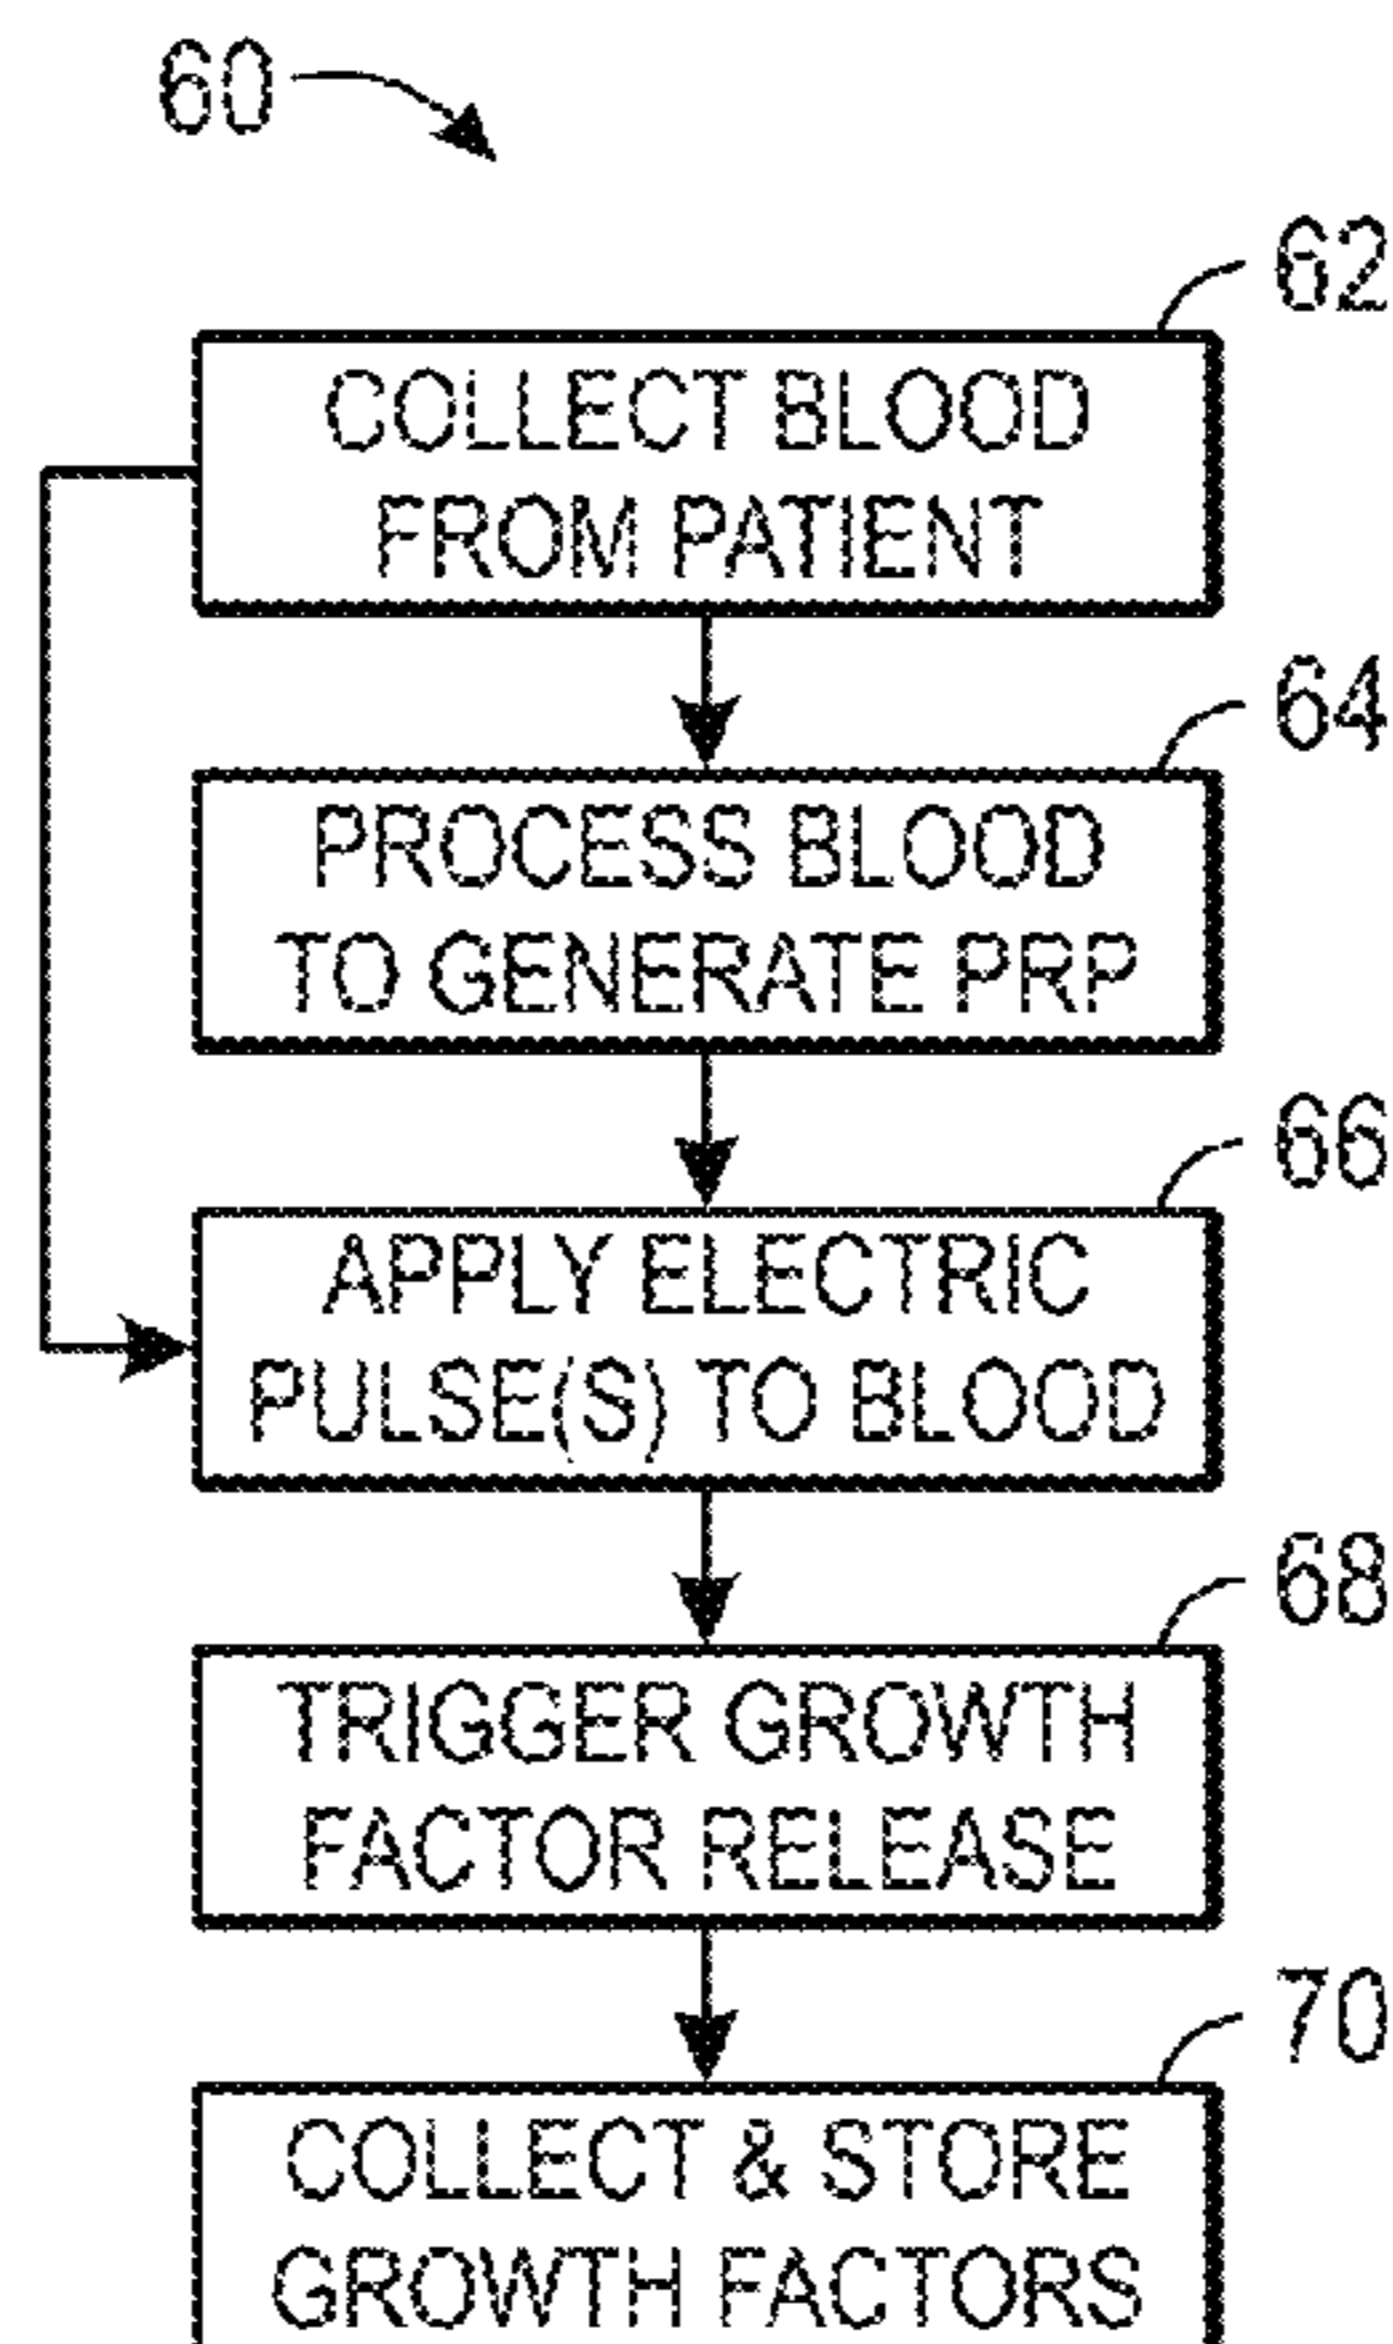 60
62
COLLECT BLOOD
FROM PATIENT
64
PROCESS BLOOD
TO GENERATE PRP
66
APPLY ELECTRIC
PULSE(S) TO BLOOD
68
TRIGGER GROWTH
FACTOR RELEASE
70
COLLECT & STORE
GROWTH FACTORS